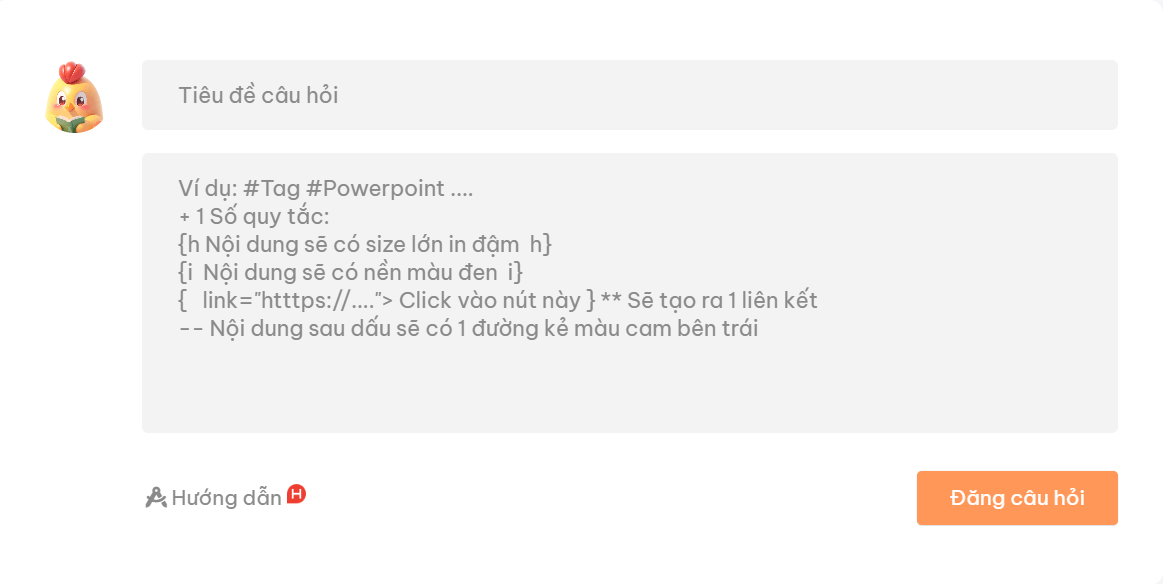 Tiêu đề câu hỏi
Ví dụ: #Tag #Powerpoint ....
+ 1 Số quy tắc:
{h Nội dung sẽ có size lớn in đậm  h}
{i  Nội dung sẽ có nền màu đen  i}
{  link="htttps://...."> Click vào nút này } ** Sẽ tạo ra 1 liên kết
-- Nội dung sau dấu sẽ có 1 đường kẻ màu cam bên trái
Hướng dẫn H
Đăng câu hỏi